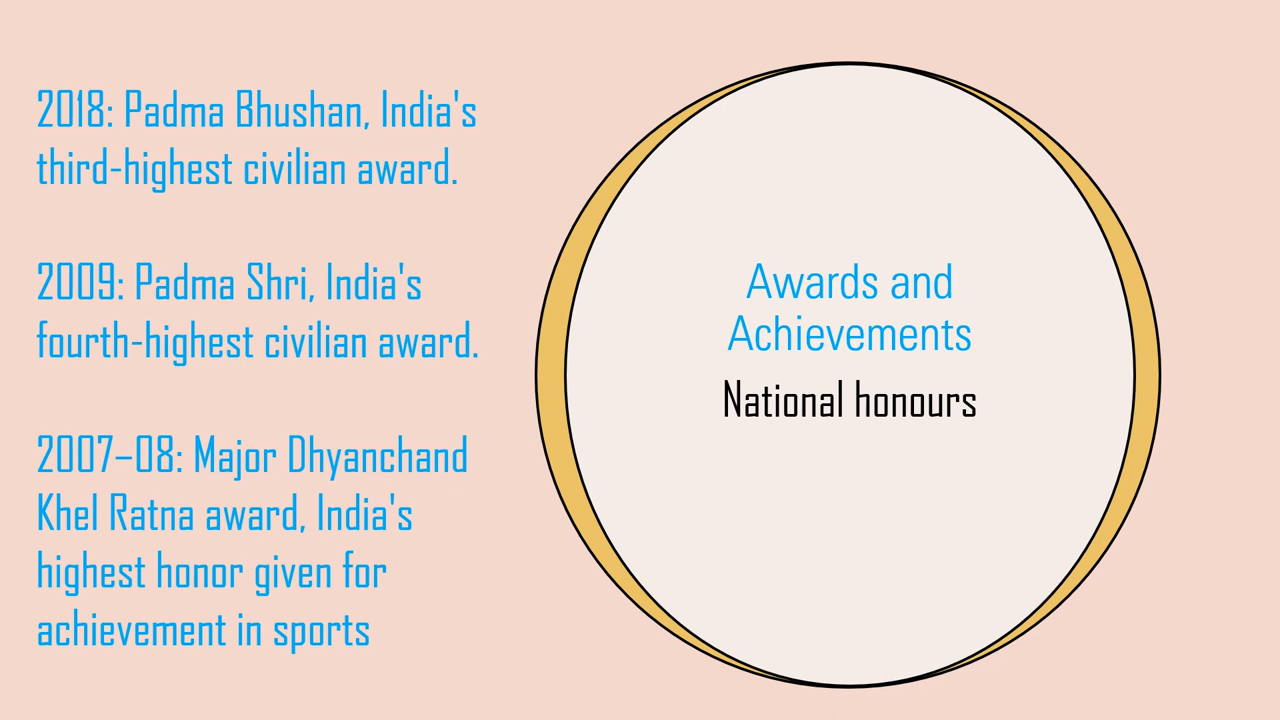 2018: Padma Bhushan, India's
third-highest civilian award.
2009: Padma Shri, India's
fourth-highest civilian award.
2007–08: Major Dhyanchand
Khel Ratna award, India's
highest honor given for
achievement in sports
Awards and
Achievements
National honours